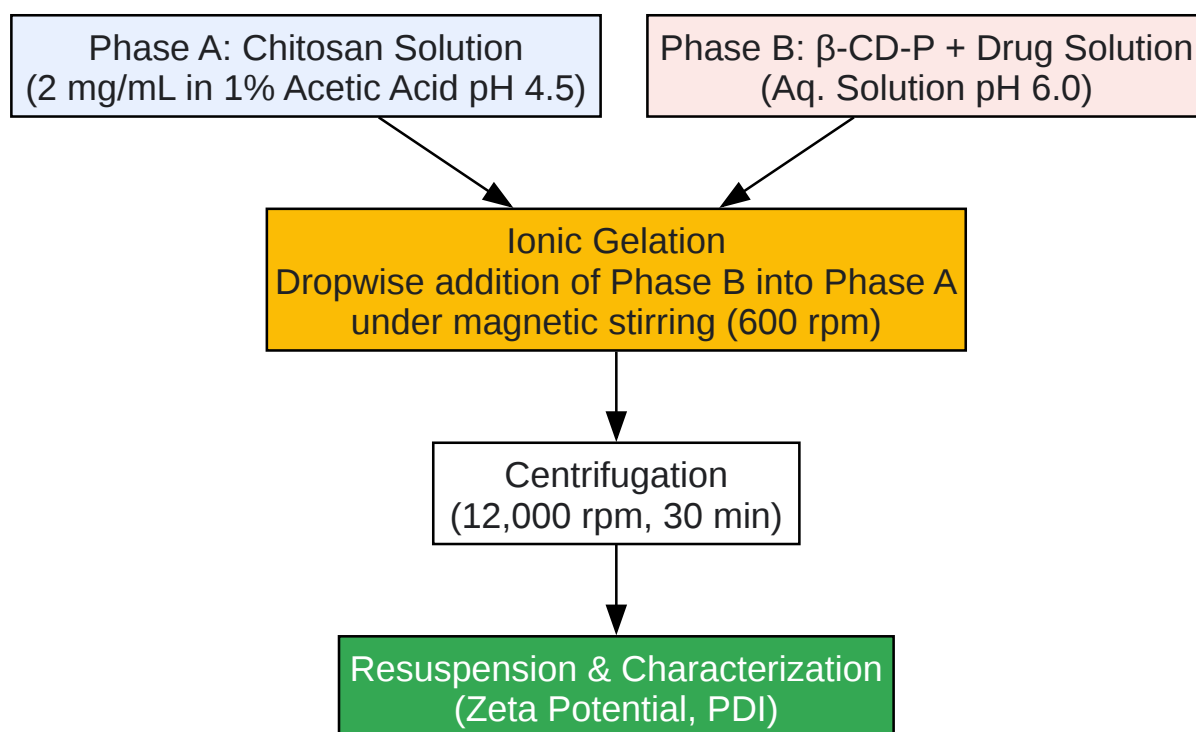 Phase A: Chitosan Solution
(2 mg/mL in 1% Acetic Acid pH 4.5)
Phase B: β-CD-P + Drug Solution
(Aq. Solution pH 6.0)
Ionic Gelation
Dropwise addition of Phase B into Phase A
under magnetic stirring (600 rpm)
Centrifugation
(12,000 rpm, 30 min)
Resuspension & Characterization
(Zeta Potential, PDI)